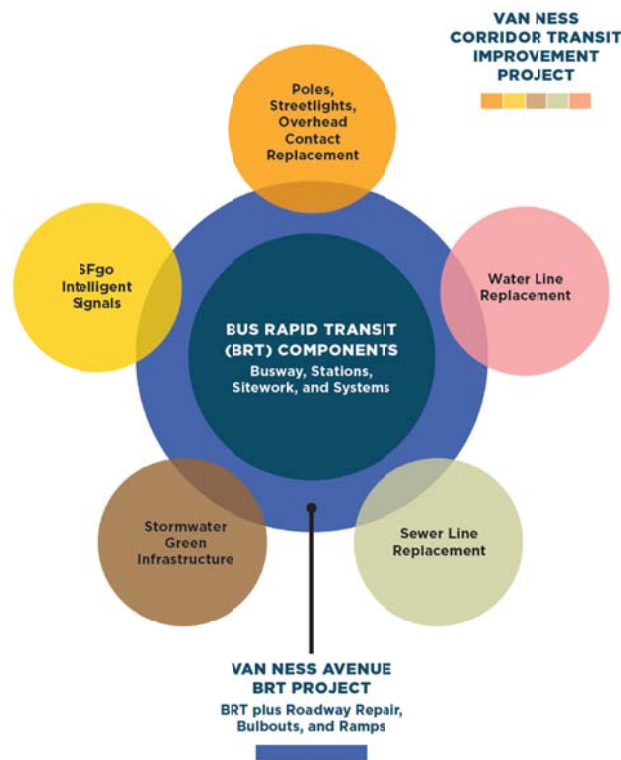 VAN NESS
CORRIDOR TRANSIT
IMPROVEMENT
PROJECT
Poles,
Streetlights,
Overhead
Contact
Replacement
SFgo
Intelligent
Signals
Water Line
Replacement
BUS RAPID TRANSIT
(BRT) COMPONENTS
Busway, Stations,
Sitework, and Systems
Stormwater
Green
Infrastructure
Sewer Line
Replacement
VAN NESS AVENUE
BRT PROJECT
BRT plus Roadway Repair,
Bulbouts, and Ramps